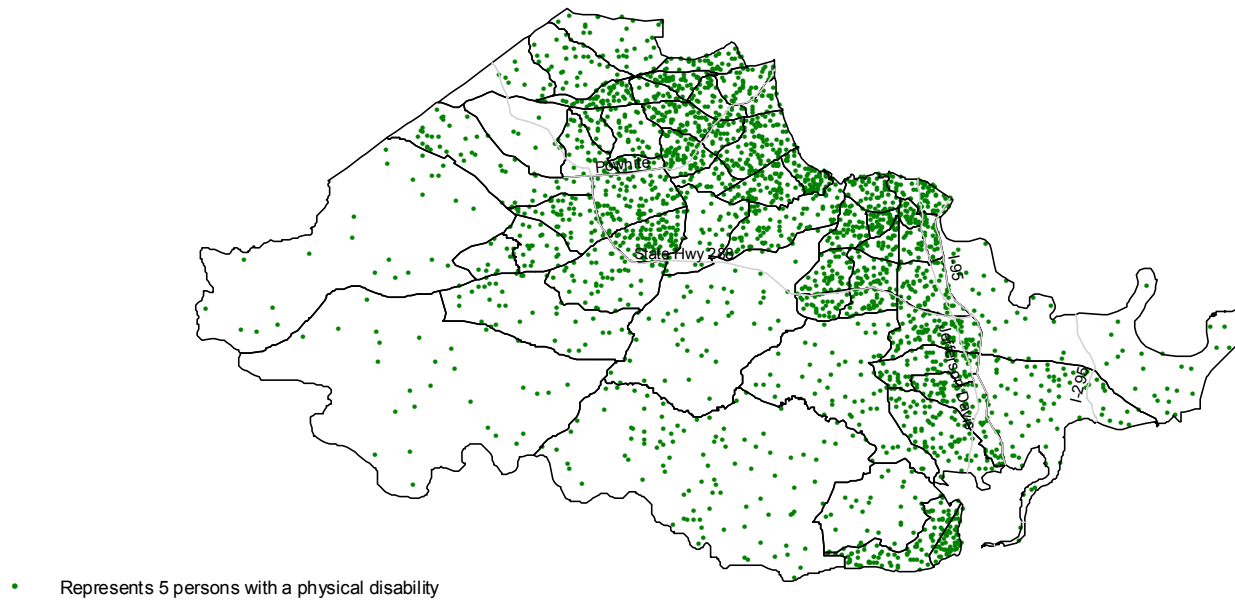 Powhite
State Hwy 288
I-95
Jefferson Davis
I-295
Represents 5 persons with a physical disability